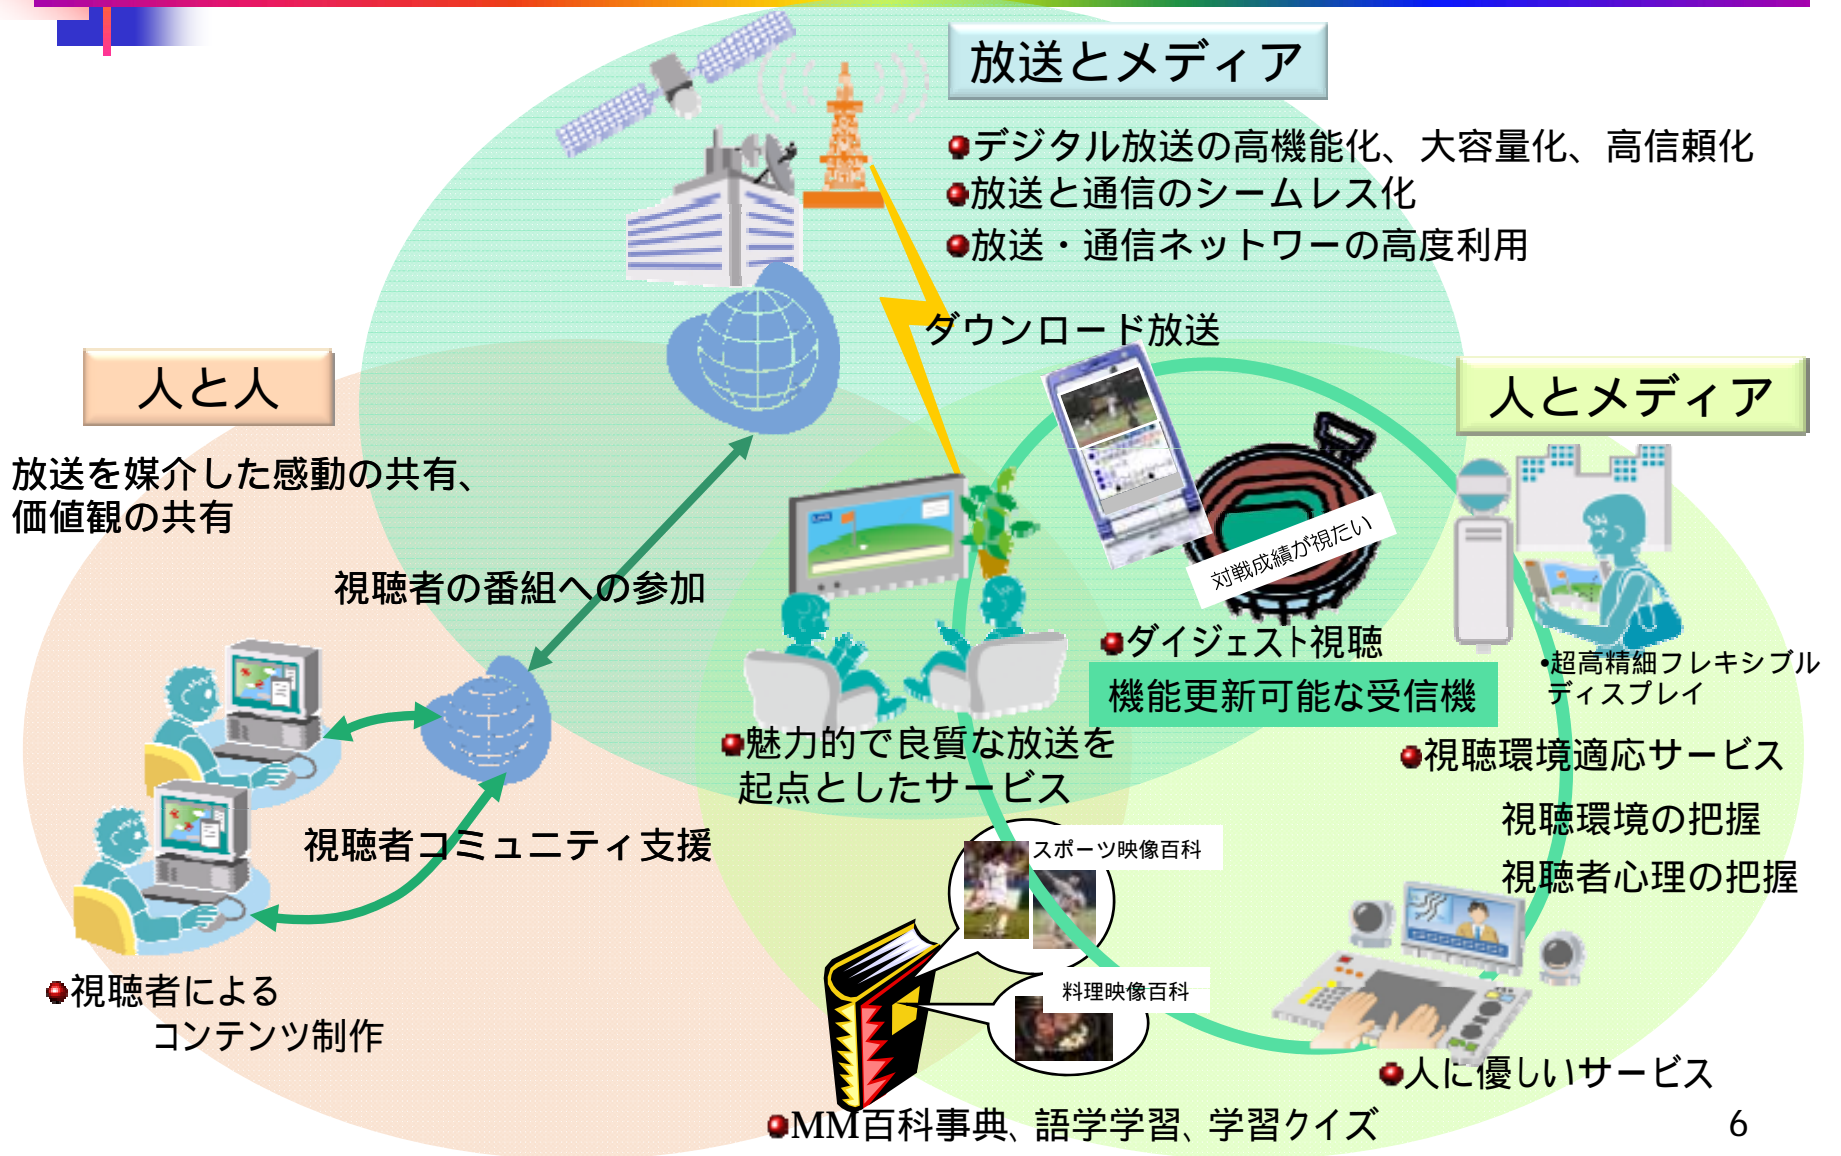 放送とメディア
デジタル放送の高機能化、大容量化、高信頼化
放送と通信のシームレス化
放送・通信ネットワーの高度利用
ダウンロード放送
人と人
人とメディア
放送を媒介した感動の共有、
価値観の共有
対戦成績が視たい
視聴者の番組への参加
ダイジェスト視聴
•超高精細フレキシブル
ディスプレイ
機能更新可能な受信機
魅力的で良質な放送を
起点としたサービス
視聴環境適応サービス
視聴環境の把握
視聴者心理の把握
視聴者コミュニティ支援
スポーツ映像百科
料理映像百科
視聴者による
コンテンツ制作
人に優しいサービス
MM百科事典、語学学習、学習クイズ
6